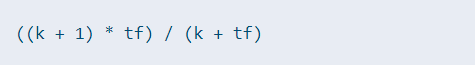 ((k + 1) * tf) / (k + tf)